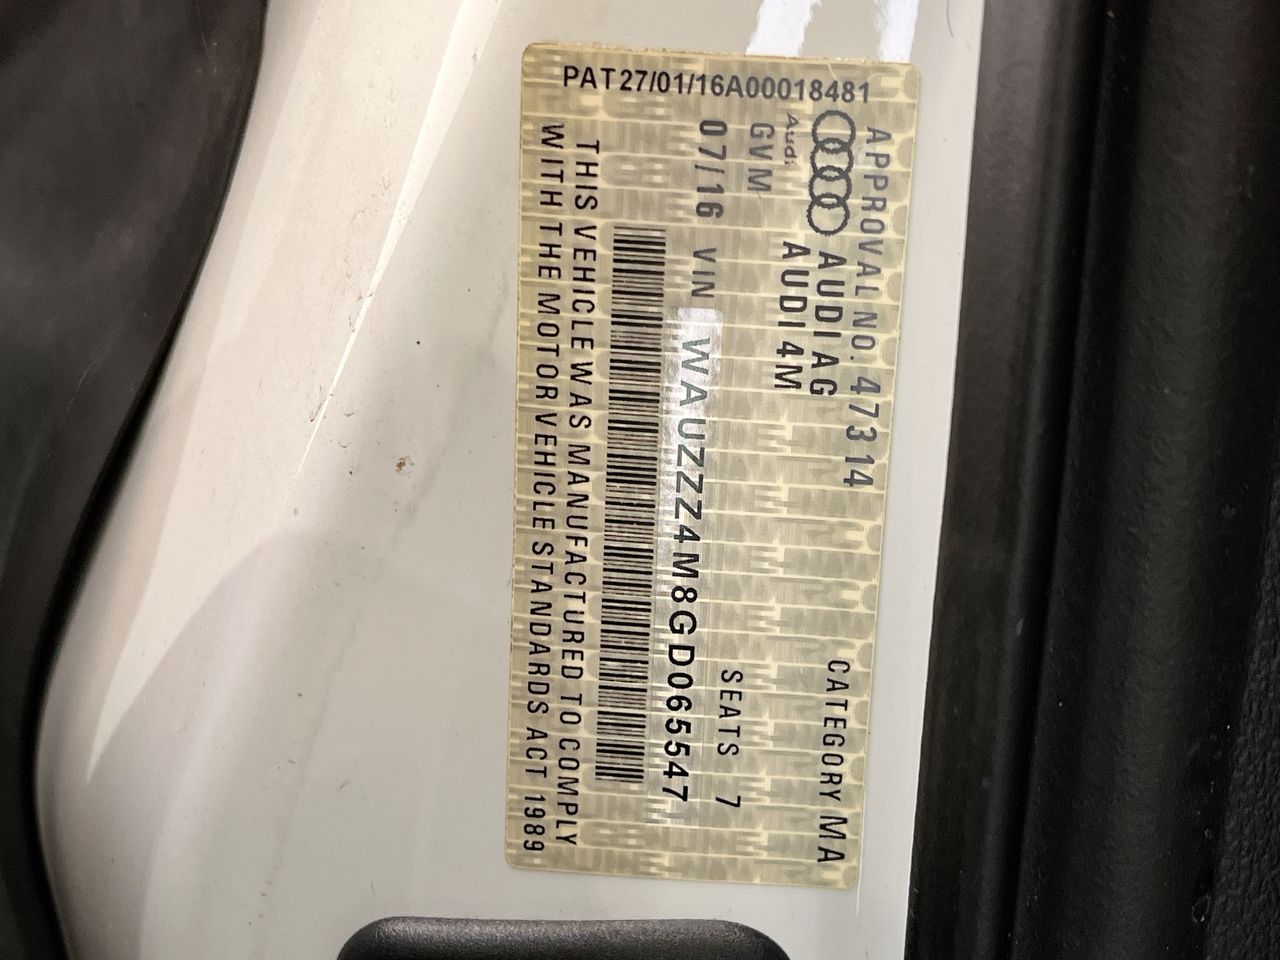 PAT27/01/16A00018481
APPROVAL NO. 47314 CATEGORY MA
AUDI AG
Audi AUDI 4M
GVM SEATS 7
07/16 VIN WAUZZZ4M8GD065547
THIS VEHICLE WAS MANUFACTURED TO COMPLY
WITH THE MOTOR VEHICLE STANDARDS ACT 1989